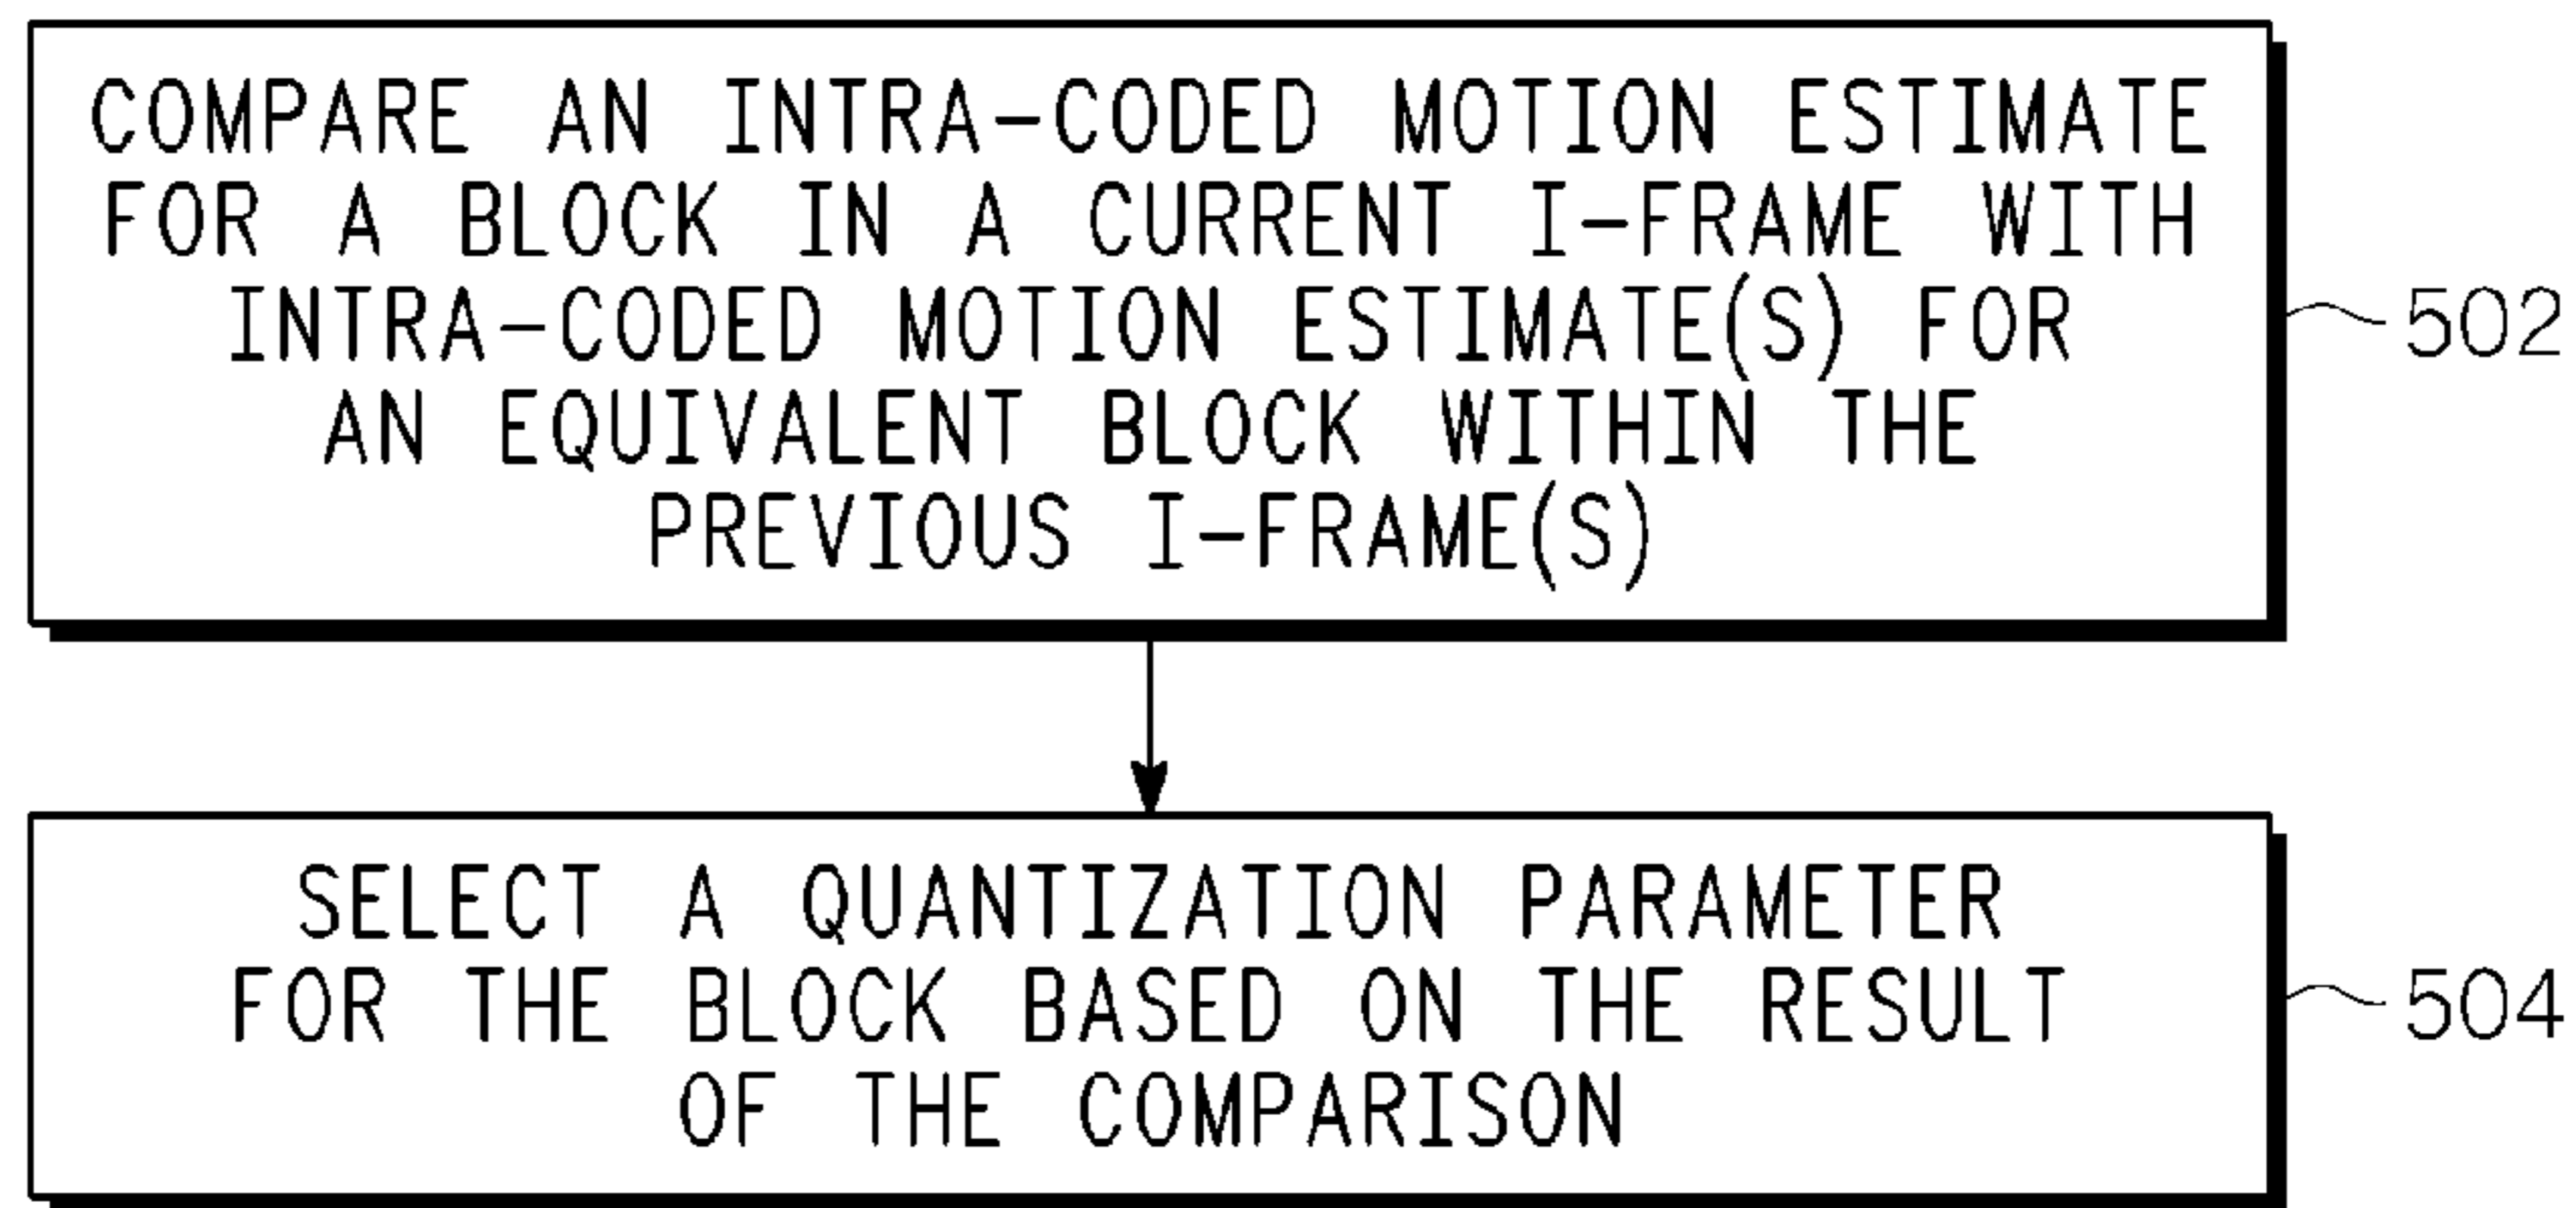 COMPARE AN INTRA-CODED MOTION ESTIMATE
FOR A BLOCK IN A CURRENT I-FRAME WITH
INTRA-CODED MOTION ESTIMATE(S) FOR
AN EQUIVALENT BLOCK WITHIN THE
PREVIOUS I-FRAME(S)
502
SELECT A QUANTIZATION PARAMETER
FOR THE BLOCK BASED ON THE RESULT
OF THE COMPARISON
504